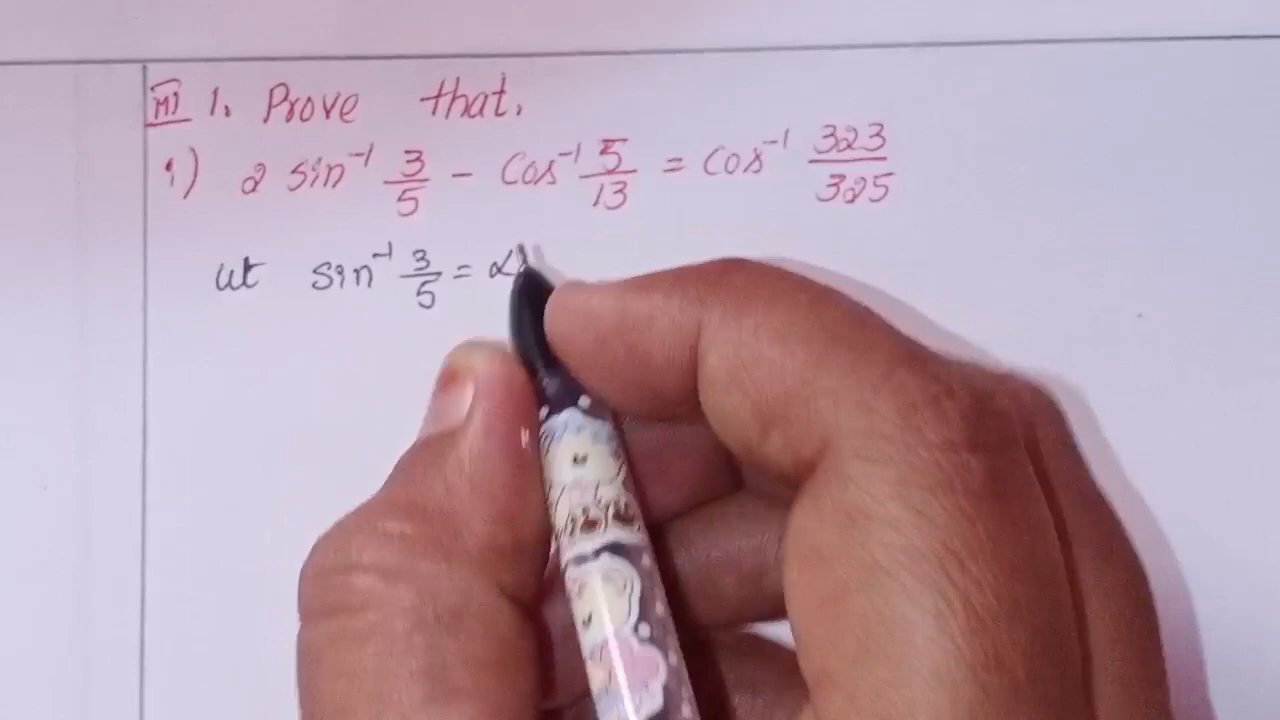 III 1. Prove that.
i) 2 sin⁻¹ 3/5 - Cos⁻¹ 5/13 = Cos⁻¹ 323/325
let sin⁻¹ 3/5 = α